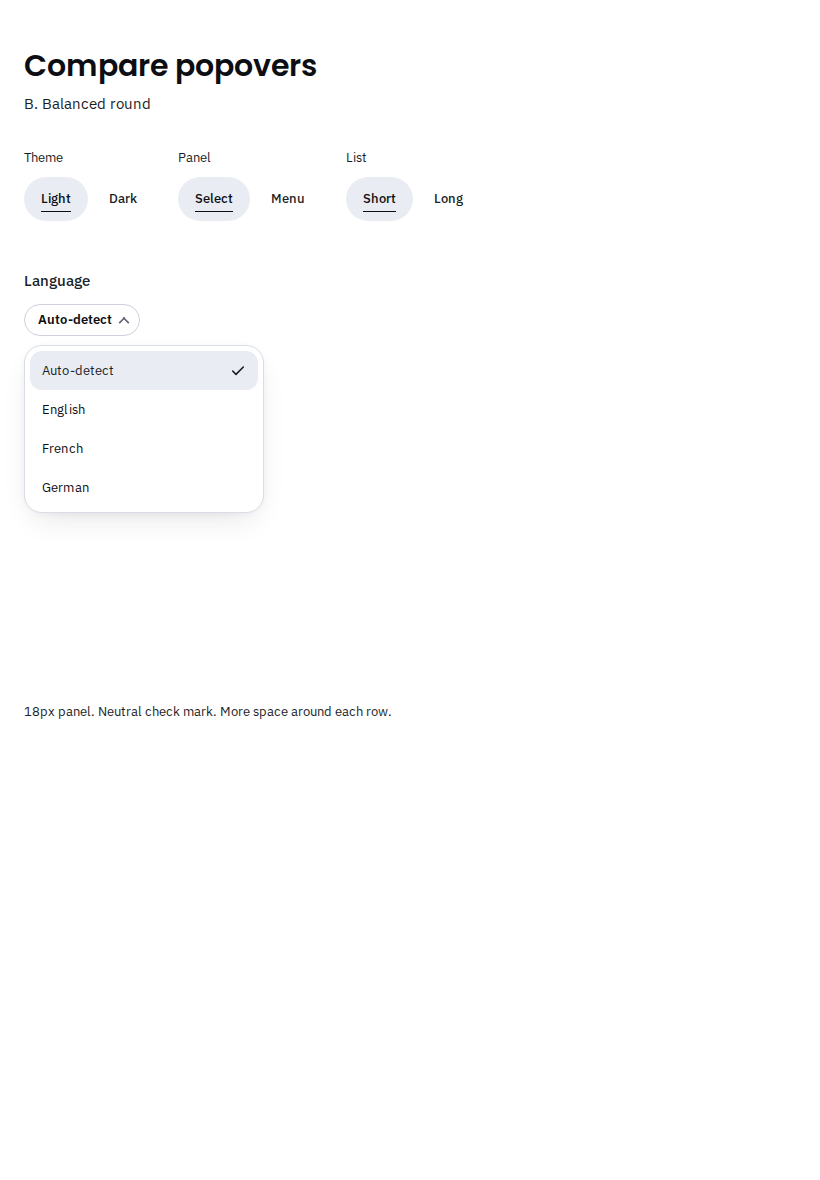 Compare popovers
B. Balanced round
Theme
Panel
List
Light
Dark
Select
Menu
Short
Long
Language
Auto-detect
Auto-detect
English
French
German
18px panel. Neutral check mark. More space around each row.